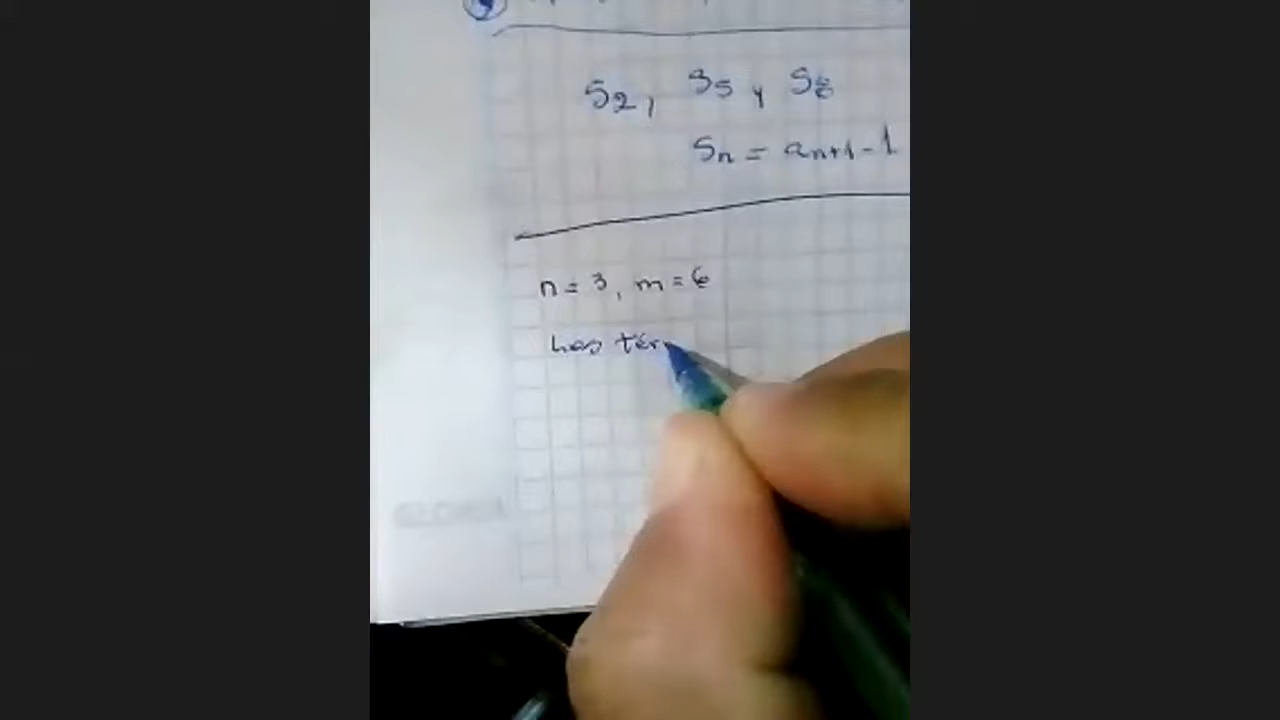 S2, S5 y S8
Sn = an+1 - 1
n = 3, m = 6
Los tér